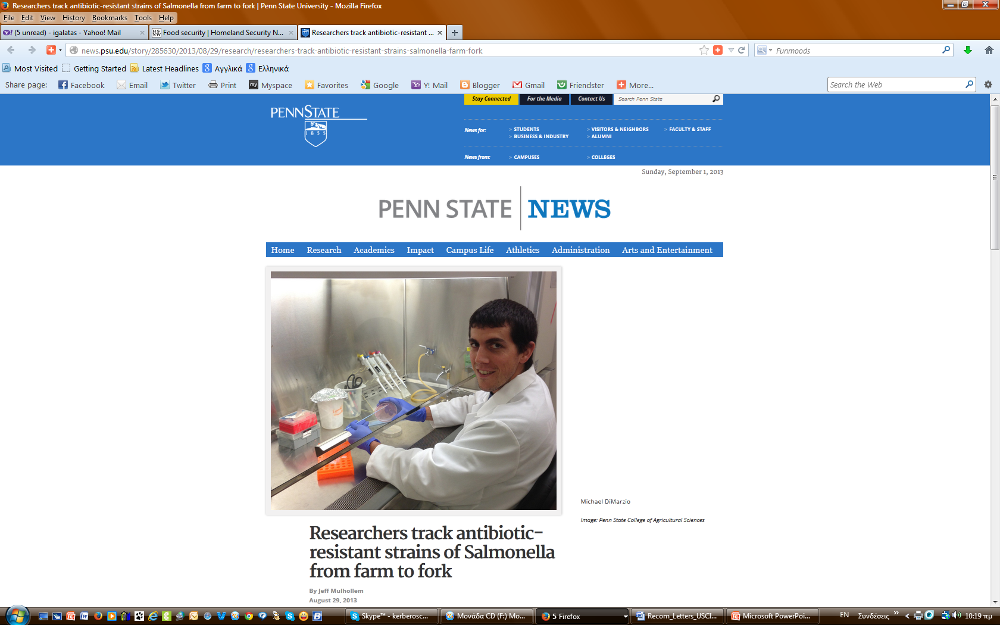 Researchers track antibiotic-resistant strains of Salmonella from farm to fork | Penn State University - Mozilla Firefox
File Edit View History Bookmarks Tools Help
(5 unread) - igalatas - Yahoo! Mail
Food security | Homeland Security N...
Researchers track antibiotic-resistant ...
news.psu.edu/story/285630/2013/08/29/research/researchers-track-antibiotic-resistant-strains-salmonella-farm-fork
Funmoods
Most Visited Getting Started Latest Headlines Αγγλικά Ελληνικά
Share page: Facebook Email Twitter Print Myspace Favorites Google Y! Mail Blogger Gmail Friendster More...
Search the Web
Stay Connected For the Media Contact Us Search Penn State
PENNSTATE
1855
News for: > STUDENTS > VISITORS & NEIGHBORS > FACULTY & STAFF
> BUSINESS & INDUSTRY > ALUMNI
News from: > CAMPUSES > COLLEGES
Sunday, September 1, 2013
PENN STATE NEWS
Home Research Academics Impact Campus Life Athletics Administration Arts and Entertainment
Michael DiMarzio
Image: Penn State College of Agricultural Sciences
Researchers track antibiotic-
resistant strains of Salmonella
from farm to fork
By Jeff Mulhollem
August 29, 2013
Skype™ - kerberosc... Μονάδα CD (F:) Mo... 5 Firefox Recom_Letters_USCI... Microsoft PowerPoi... EN Συνδέσεις » 10:19 πμ